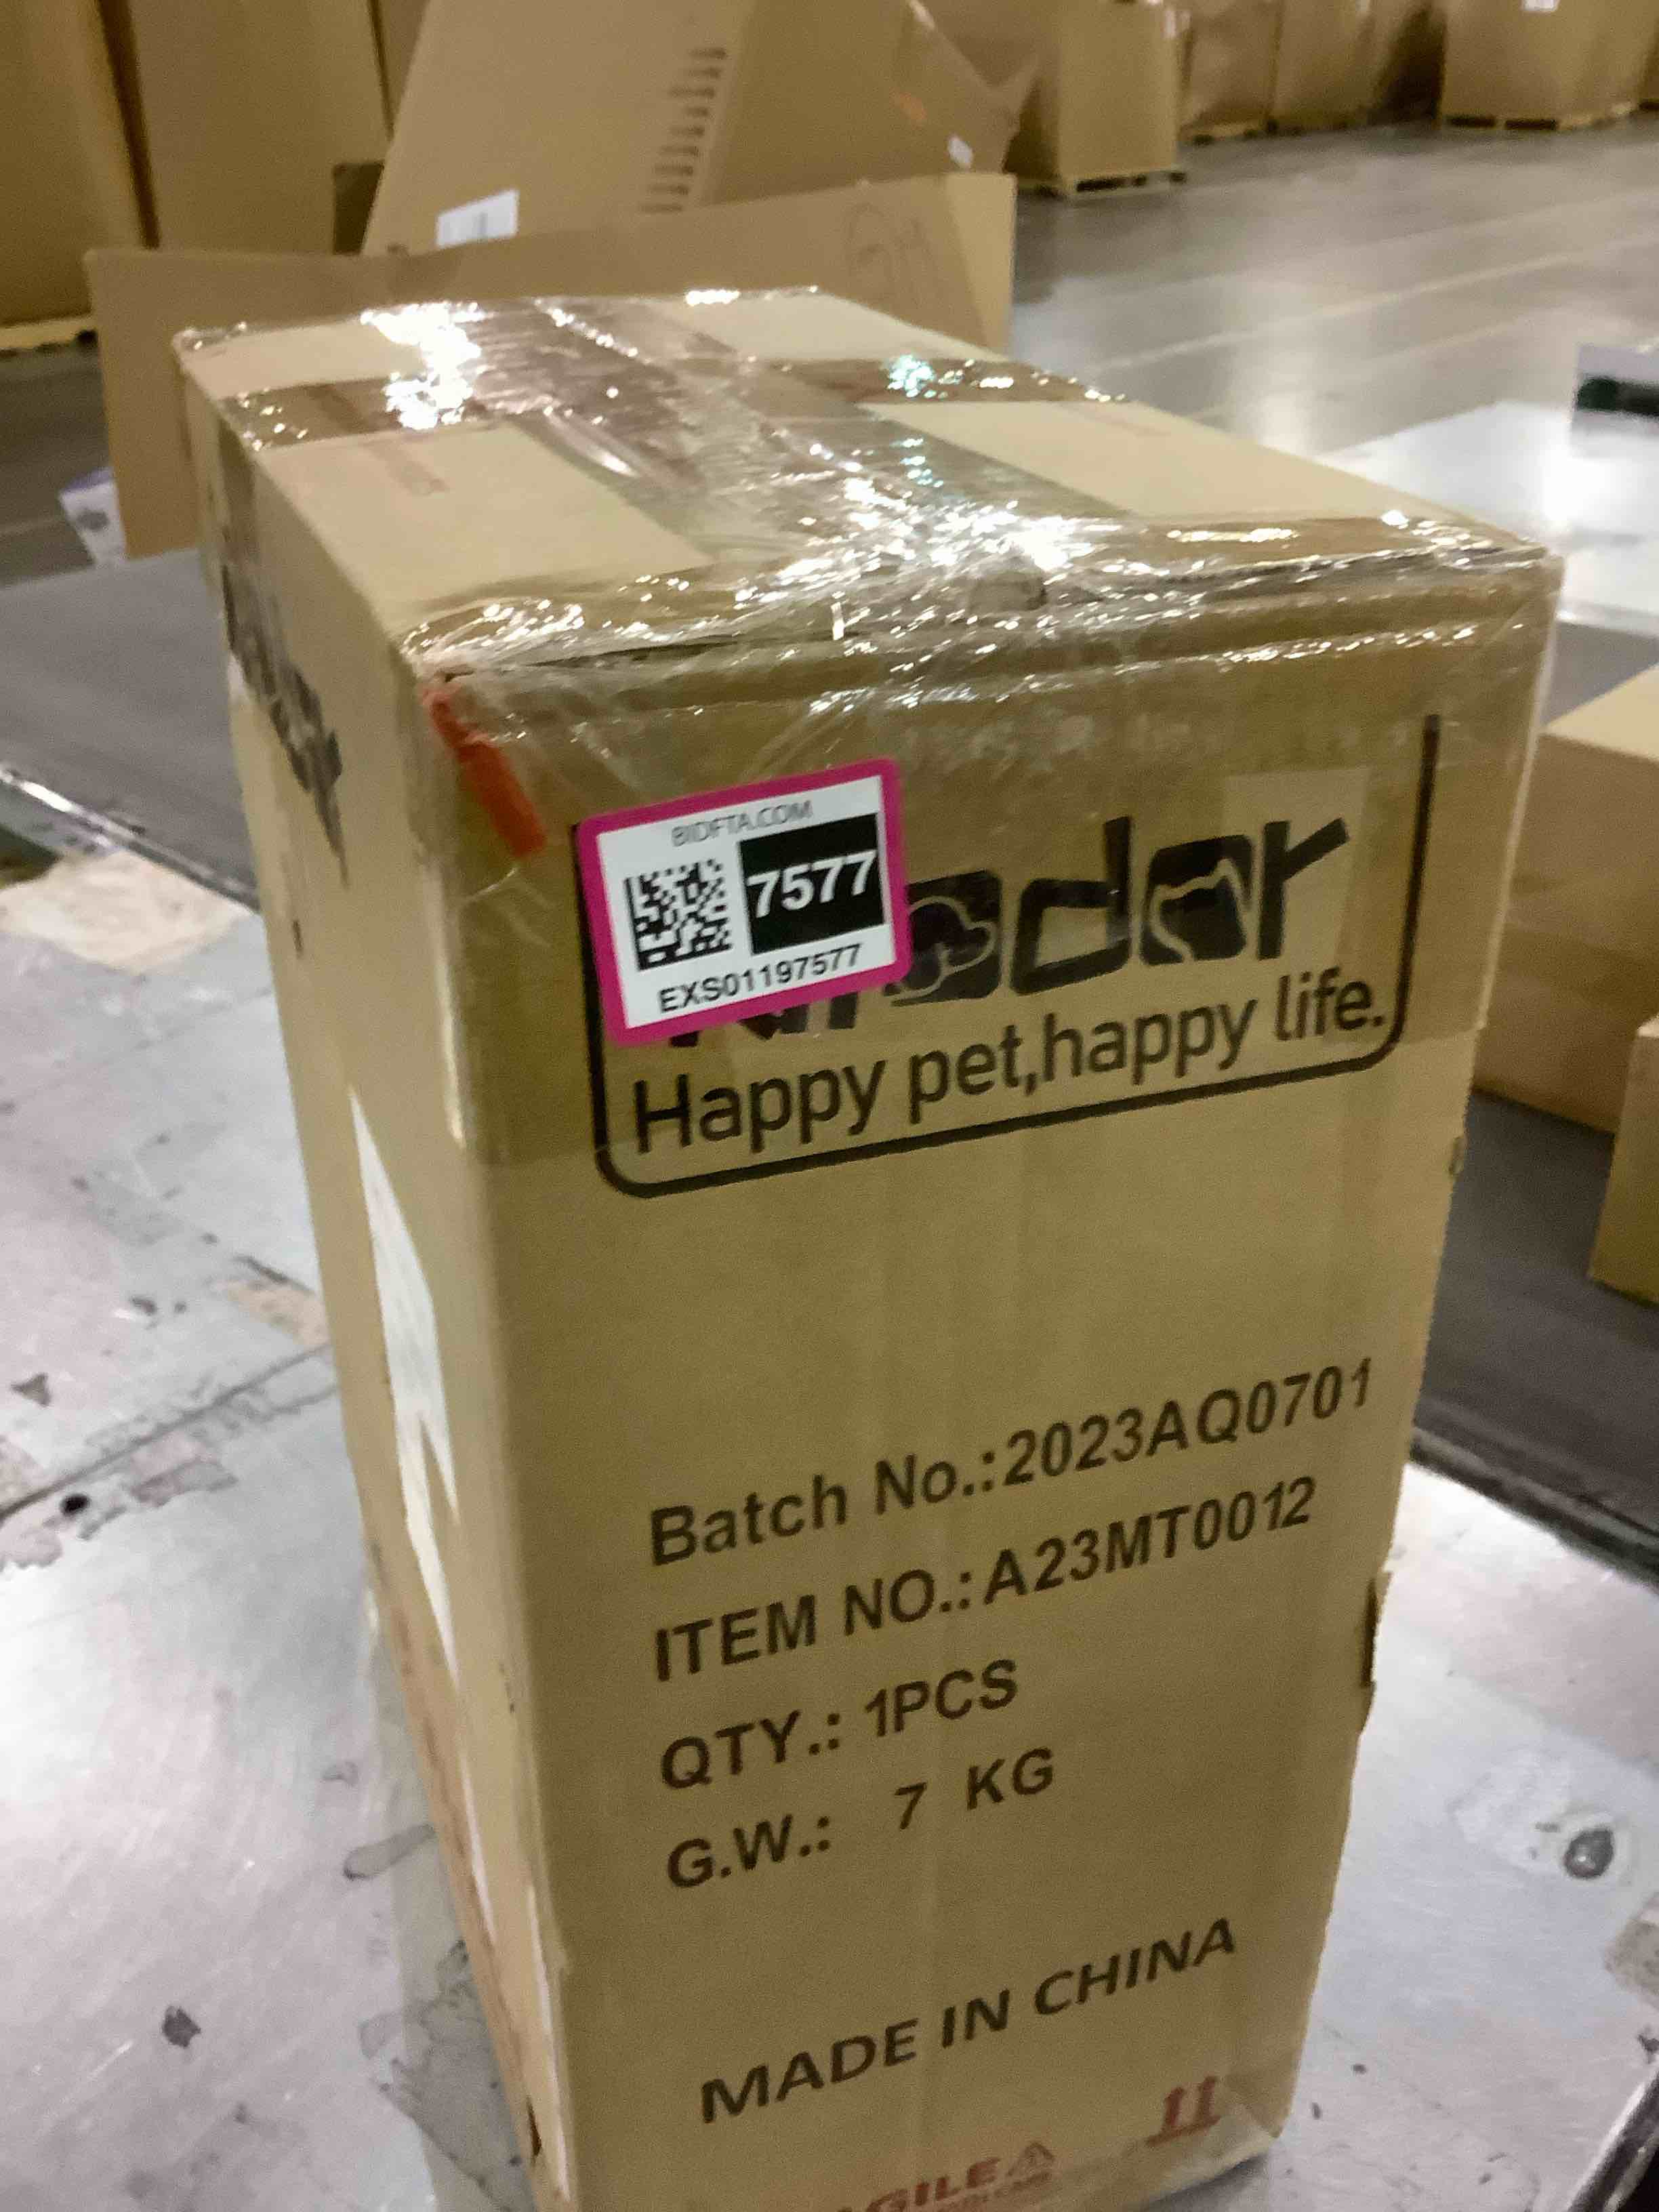 BIDFTA.COM
7577
EXS01197577
Happy pet,happy life.
Batch No.:2023AQ0701
ITEM NO.:A23MT0012
QTY.: 1PCS
G.W.: 7 KG
MADE IN CHINA